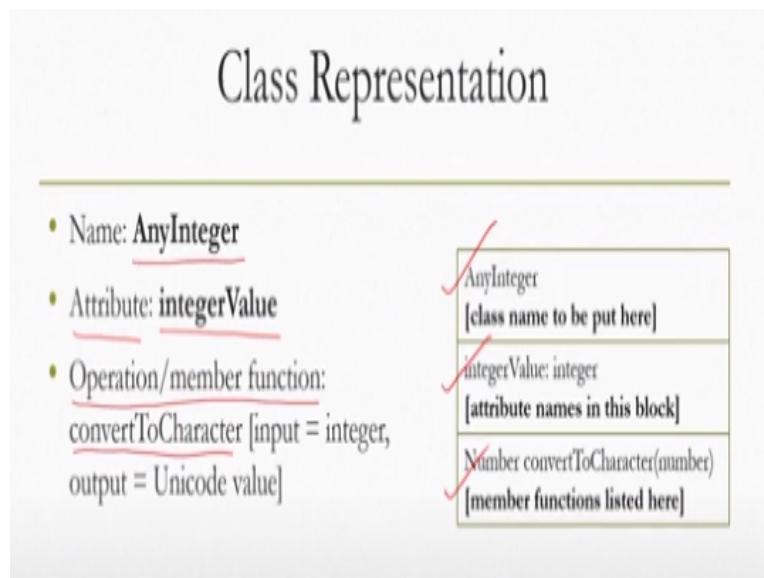 Class Representation
• Name: AnyInteger
• Attribute: integerValue
• Operation/member function:
convertToCharacter [input = integer,
output = Unicode value]
AnyInteger
[class name to be put here]
integerValue: integer
[attribute names in this block]
Number convertToCharacter(number)
[member functions listed here]